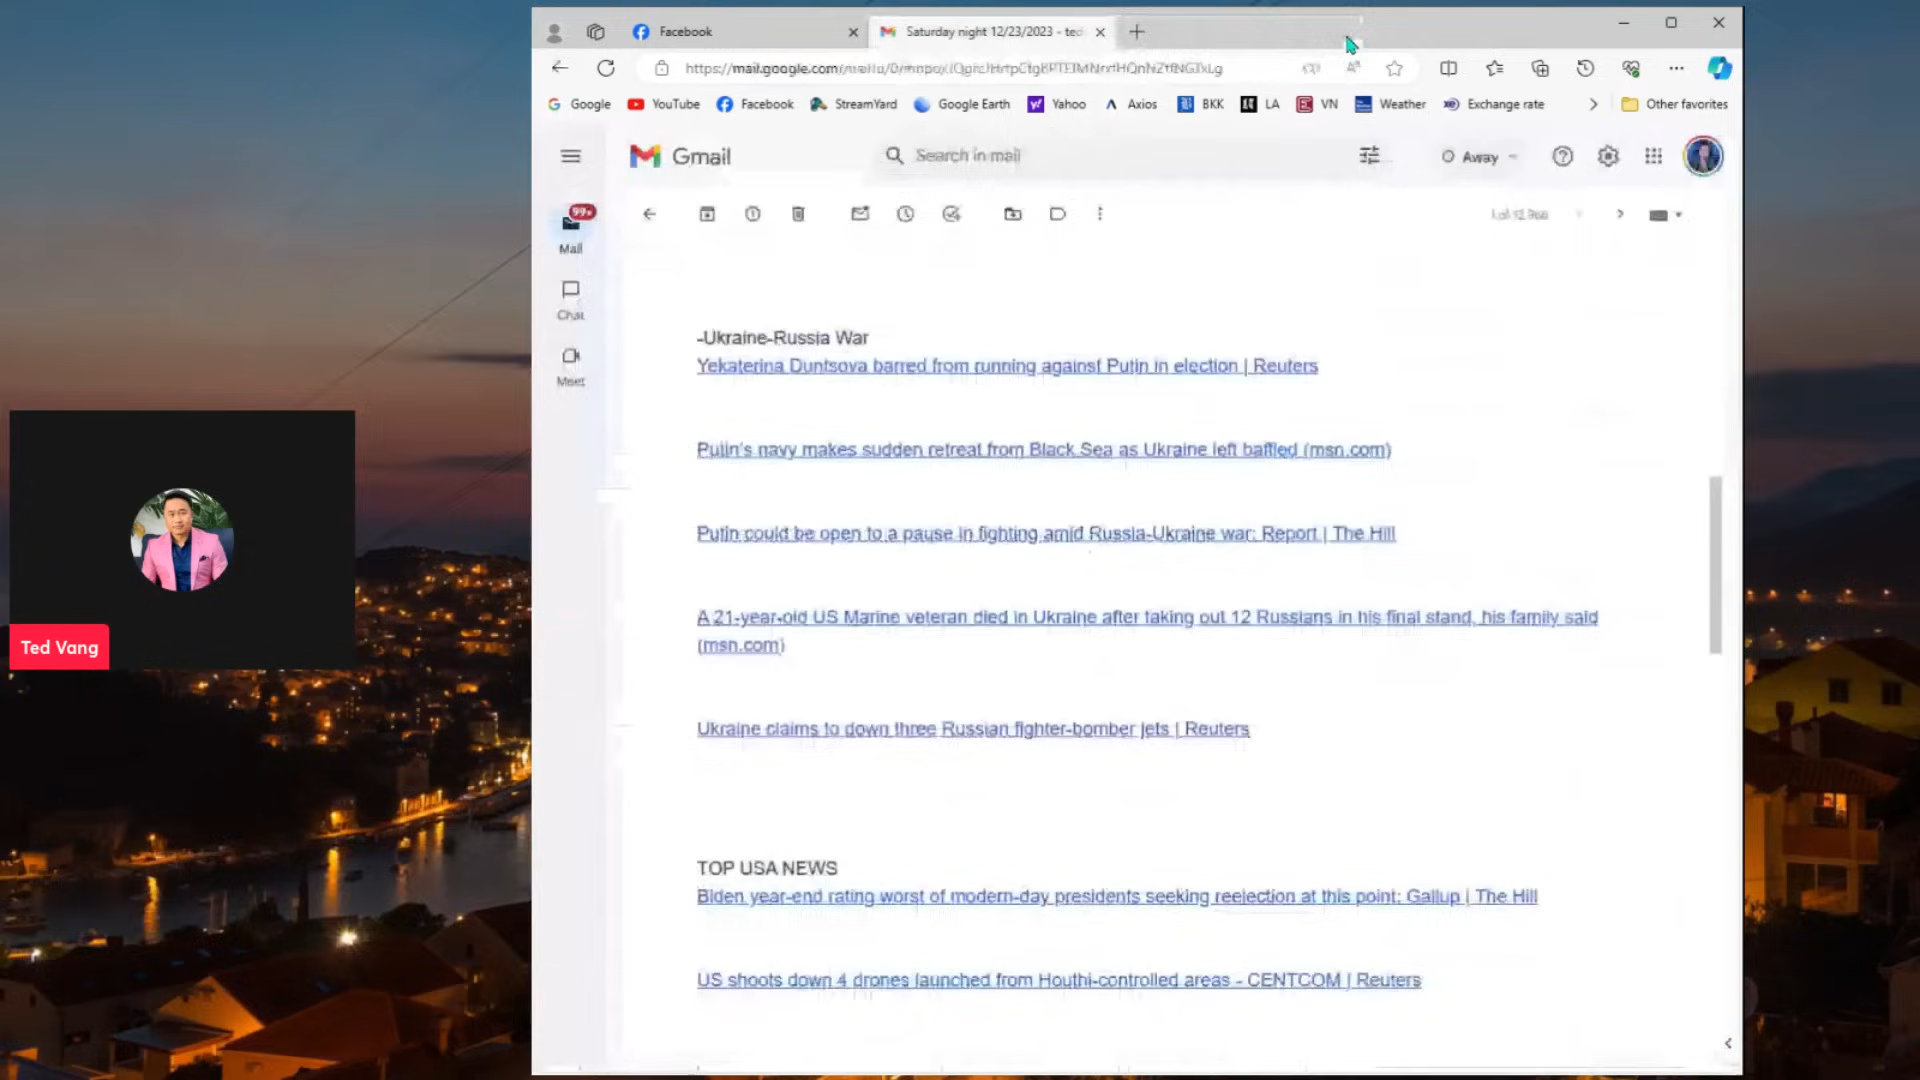 Facebook
Saturday night 12/23/2023 - ted
https://mail.google.com/
Google
YouTube
Facebook
StreamYard
Google Earth
Yahoo
Axios
BKK
LA
VN
Weather
Exchange rate
Other favorites
Gmail
Search in mail
Away
99+
Mail
Chat
Meet
-Ukraine-Russia War
Yekaterina Duntsova barred from running against Putin in election | Reuters
Putin's navy makes sudden retreat from Black Sea as Ukraine left baffled (msn.com)
Putin could be open to a pause in fighting amid Russia-Ukraine war: Report | The Hill
A 21-year-old US Marine veteran died in Ukraine after taking out 12 Russians in his final stand, his family said
(msn.com)
Ukraine claims to down three Russian fighter-bomber jets | Reuters
TOP USA NEWS
Biden year-end rating worst of modern-day presidents seeking reelection at this point: Gallup | The Hill
US shoots down 4 drones launched from Houthi-controlled areas - CENTCOM | Reuters
Ted Vang